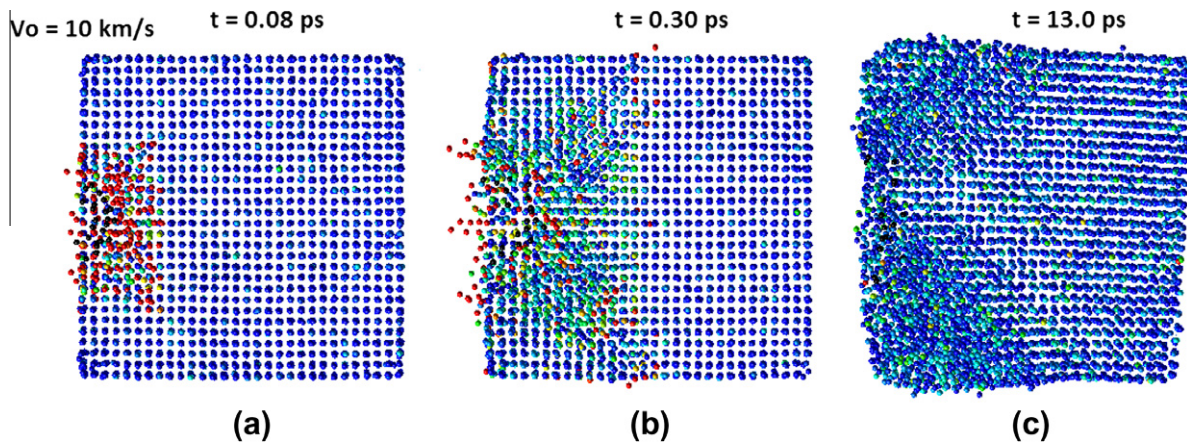 Vo = 10 km/s
t = 0.08 ps
t = 0.30 ps
t = 13.0 ps
(a)
(b)
(c)